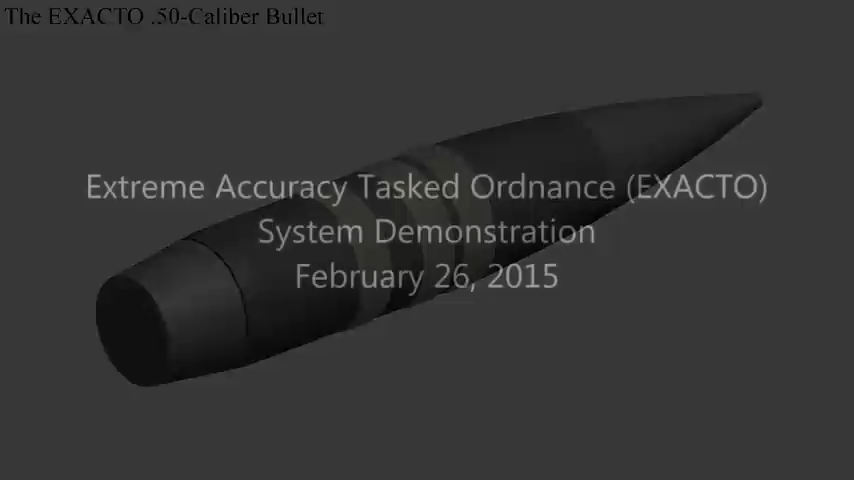 The EXACTO .50-Caliber Bullet
Extreme Accuracy Tasked Ordnance (EXACTO)
System Demonstration
February 26, 2015